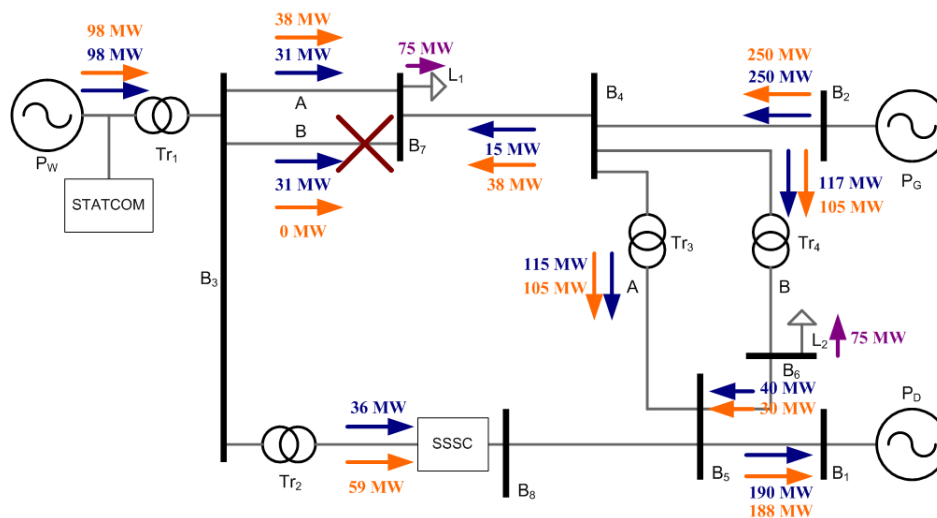 98 MW
98 MW
38 MW
31 MW
75 MW
L1
A
B
B7
31 MW
0 MW
PW
Tr1
STATCOM
B3
B4
15 MW
38 MW
250 MW
250 MW
B2
PG
117 MW
105 MW
Tr3
Tr4
115 MW
105 MW
A
B
L2
75 MW
B6
40 MW
30 MW
36 MW
SSSC
59 MW
Tr2
B8
B5
190 MW
188 MW
B1
PD